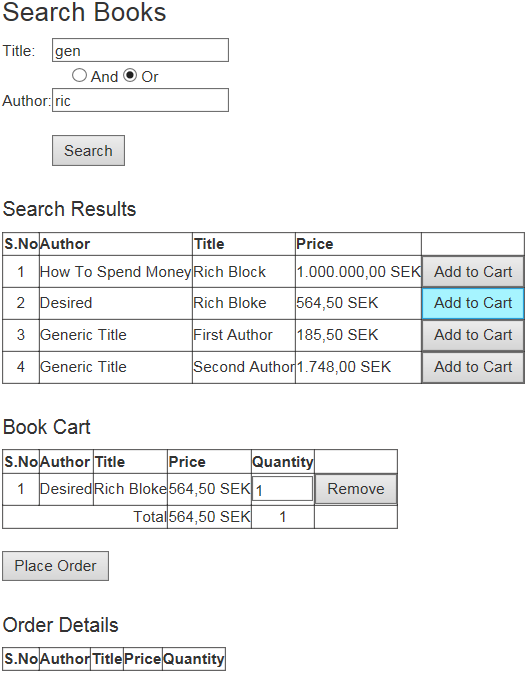 Search Books
Title: gen
And Or
Author: ric
Search
Search Results
S.No Author Title Price
1 How To Spend Money Rich Block 1.000.000,00 SEK Add to Cart
2 Desired Rich Bloke 564,50 SEK Add to Cart
3 Generic Title First Author 185,50 SEK Add to Cart
4 Generic Title Second Author 1.748,00 SEK Add to Cart
Book Cart
S.No Author Title Price Quantity
1 Desired Rich Bloke 564,50 SEK 1 Remove
Total 564,50 SEK 1
Place Order
Order Details
S.No Author Title Price Quantity